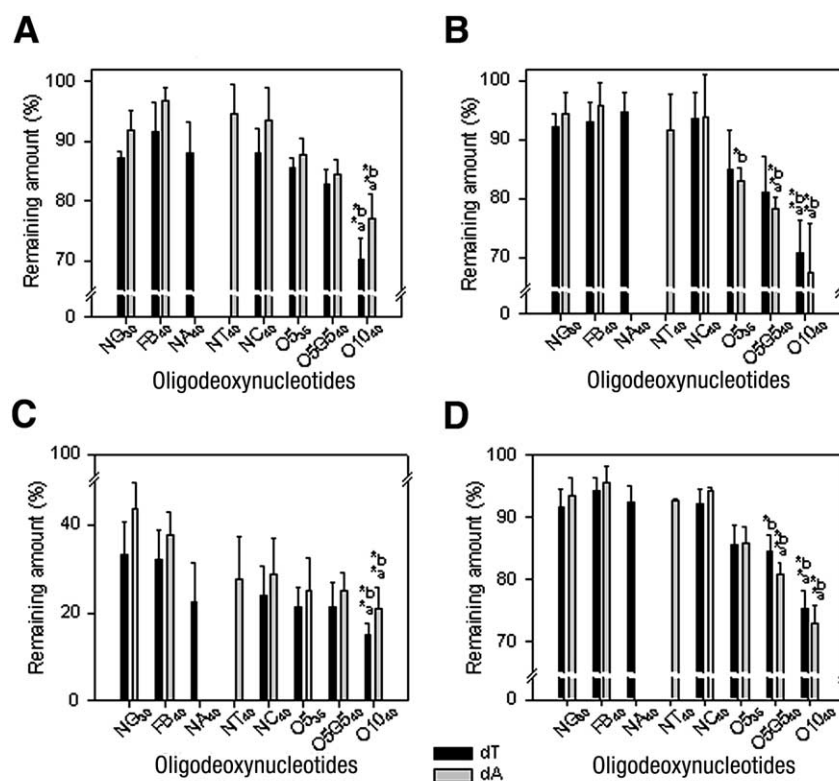 A
Remaining amount (%)
100
90
80
70
0
NG30
FB40
NA40
NT40
NC40
O535
O5G540
O1040
*b
*a
*b
*a
Oligodeoxynucleotides
B
Remaining amount (%)
100
90
80
70
0
NG30
FB40
NA40
NT40
NC40
O535
O5G540
O1040
*b
*b
*a
*b
*a
*b
*a
Oligodeoxynucleotides
C
Remaining amount (%)
100
40
20
0
NG30
FB40
NA40
NT40
NC40
O535
O5G540
O1040
*b
*a
*b
*a
Oligodeoxynucleotides
D
Remaining amount (%)
100
90
80
70
0
NG30
FB40
NA40
NT40
NC40
O535
O5G540
O1040
*b
*b
*a
*b
*a
*b
*a
Oligodeoxynucleotides
dT
dA